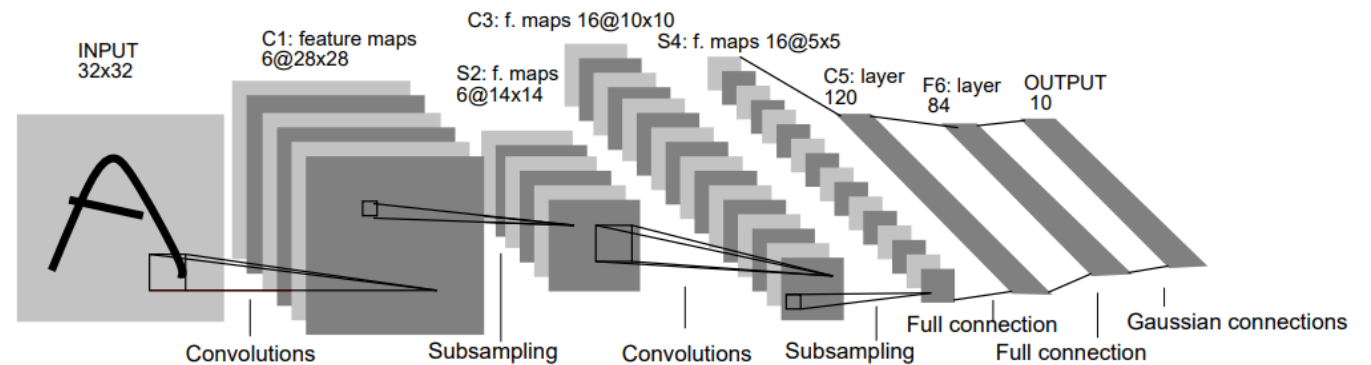 INPUT
32x32
C1: feature maps
6@28x28
S2: f. maps
6@14x14
C3: f. maps 16@10x10
S4: f. maps 16@5x5
C5: layer
120
F6: layer
84
OUTPUT
10
Convolutions
Subsampling
Convolutions
Subsampling
Full connection
Full connection
Gaussian connections